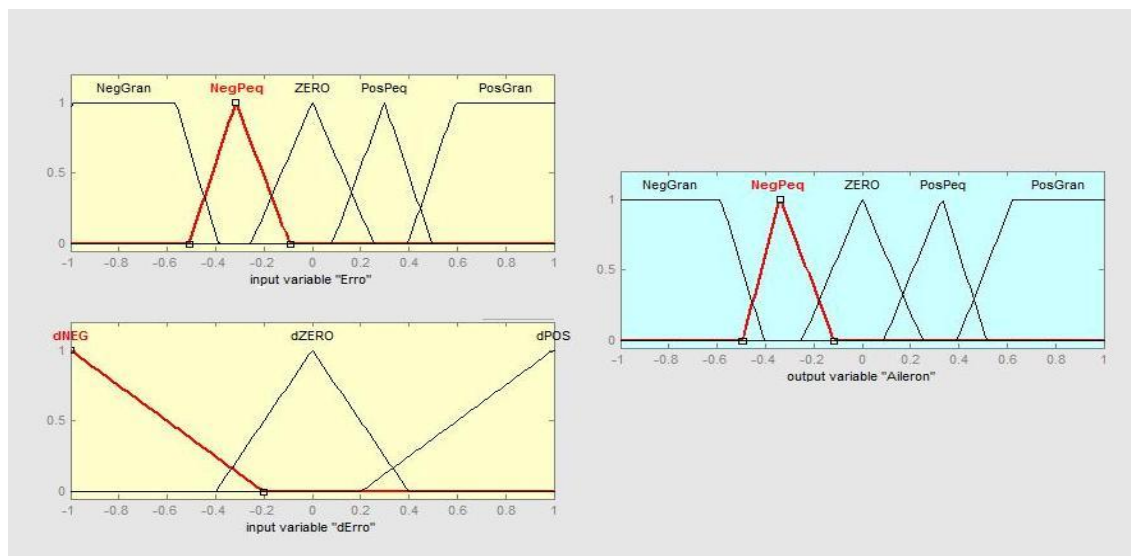 NegGran NegPeq ZERO PosPeq PosGran
1
0.5
0
-1 -0.8 -0.6 -0.4 -0.2 0 0.2 0.4 0.6 0.8 1
input variable "Erro"
dNEG dZERO dPOS
1
0.5
0
-1 -0.8 -0.6 -0.4 -0.2 0 0.2 0.4 0.6 0.8 1
input variable "dErro"
NegGran NegPeq ZERO PosPeq PosGran
1
0.5
0
-1 -0.8 -0.6 -0.4 -0.2 0 0.2 0.4 0.6 0.8 1
output variable "Aileron"